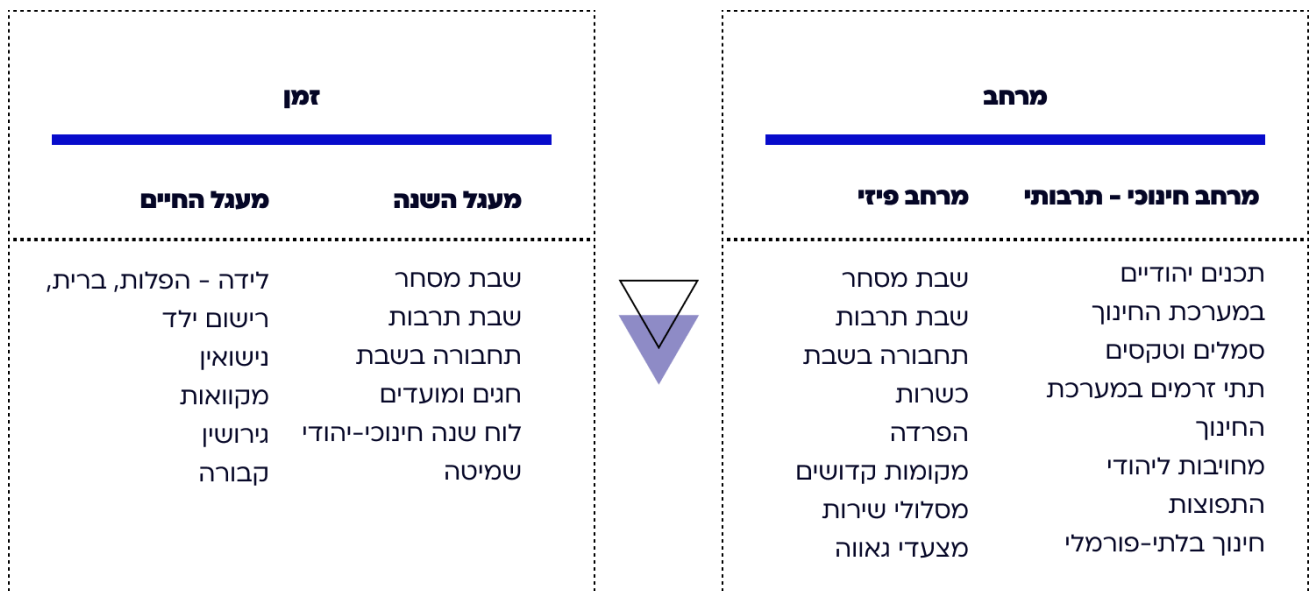 מרחב
מרחב חינוכי - תרבותי
תכנים יהודיים
במערכת החינוך
סמלים וטקסים
תתי זרמים במערכת
החינוך
מחויבות ליהודי
התפוצות
חינוך בלתי-פורמלי
מרחב פיזי
שבת מסחר
שבת תרבות
תחבורה בשבת
כשרות
הפרדה
מקומות קדושים
מסלולי שירות
מצעדי גאווה
זמן
מעגל השנה
שבת מסחר
שבת תרבות
תחבורה בשבת
חגים ומועדים
לוח שנה חינוכי-יהודי
שמיטה
מעגל החיים
לידה - הפלות, ברית,
רישום ילד
נישואין
מקוואות
גירושין
קבורה